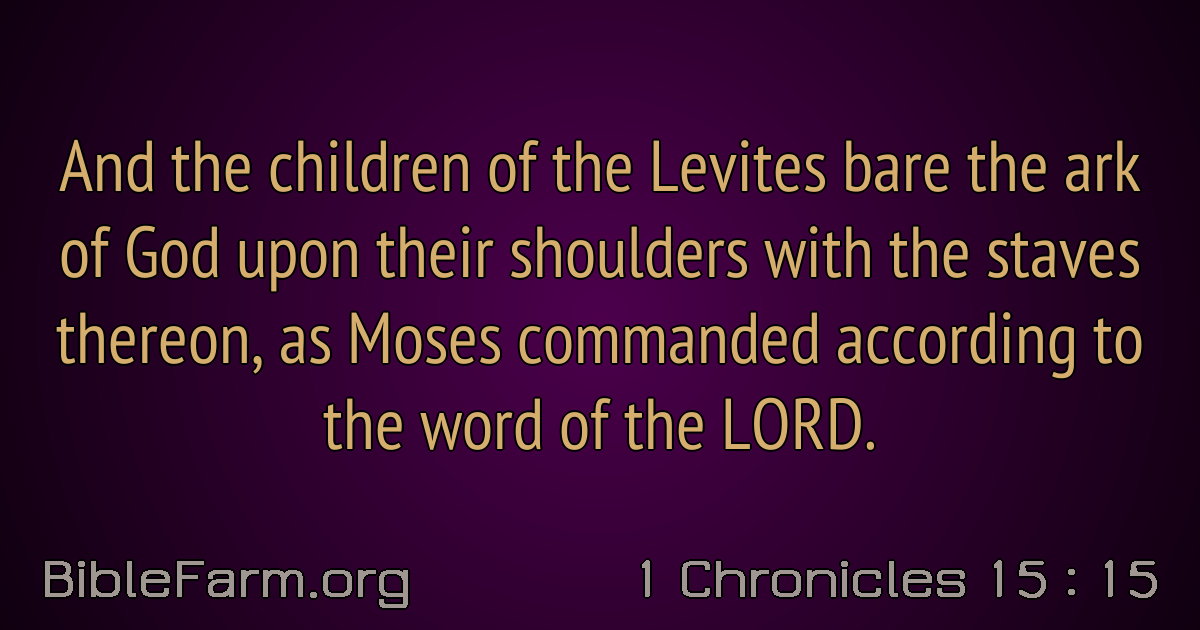 And the children of the Levites bare the ark
of God upon their shoulders with the staves
thereon, as Moses commanded according to
the word of the LORD.
BibleFarm.org
1 Chronicles 15 : 15